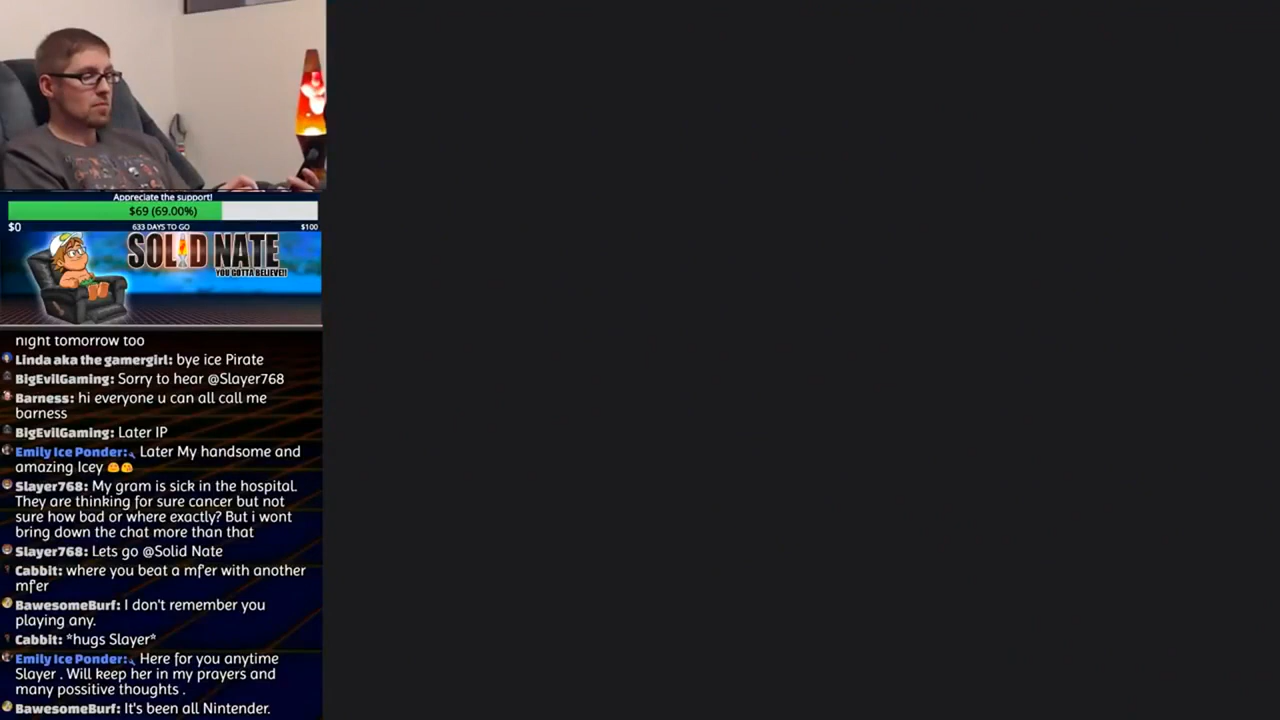 Appreciate the support!
$69 (69.00%)
$0 633 DAYS TO GO $100
SOLID NATE
YOU GOTTA BELIEVE!!
night tomorrow too
Linda aka the gamergirl: bye ice Pirate
BigEvilGaming: Sorry to hear @Slayer768
Barness: hi everyone u can all call me
barness
BigEvilGaming: Later IP
Emily Ice Ponder: Later My handsome and
amazing Icey
Slayer768: My gram is sick in the hospital.
They are thinking for sure cancer but not
sure how bad or where exactly? But i wont
bring down the chat more than that
Slayer768: Lets go @Solid Nate
Cabbit: where you beat a mf'er with another
mf'er
BawesomeBurf: I don't remember you
playing any.
Cabbit: *hugs Slayer*
Emily Ice Ponder: Here for you anytime
Slayer . Will keep her in my prayers and
many possitive thoughts .
BawesomeBurf: It's been all Nintender.